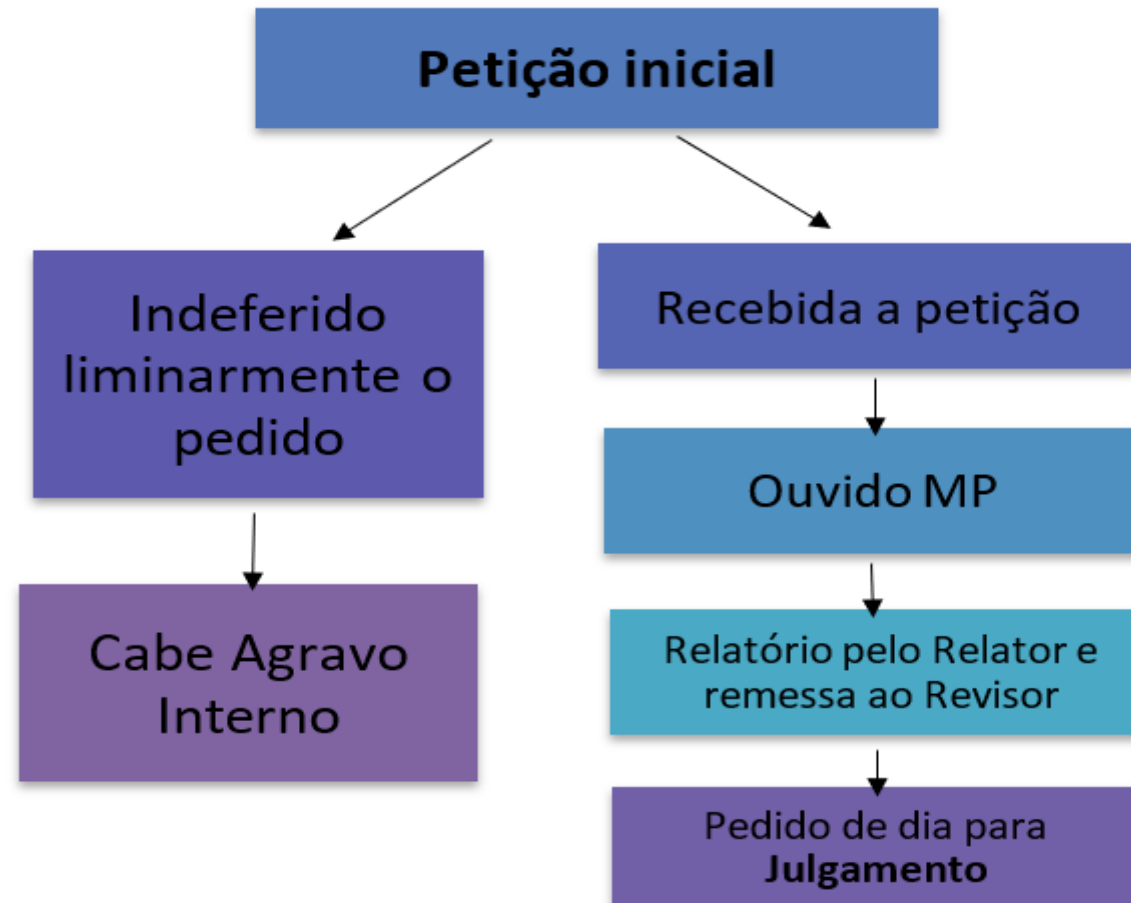 Petição inicial
Indeferido
liminarmente o
pedido
Cabe Agravo
Interno
Recebida a petição
Ouvido MP
Relatório pelo Relator e
remessa ao Revisor
Pedido de dia para
Julgamento